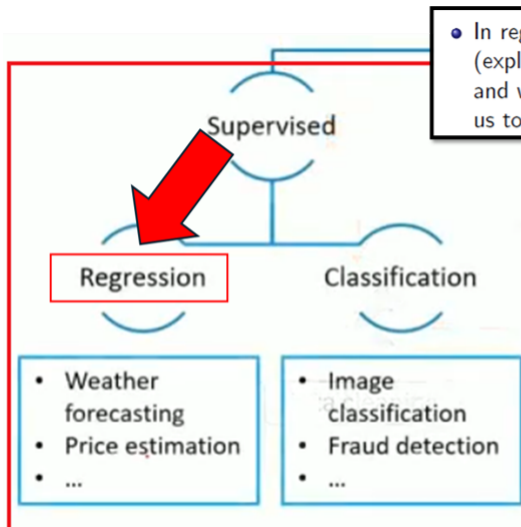 • In reg
(expl
and w
us to
Supervised
Regression
Classification
• Weather
forecasting
• Price estimation
• ...
• Image
classification
• Fraud detection
• ...